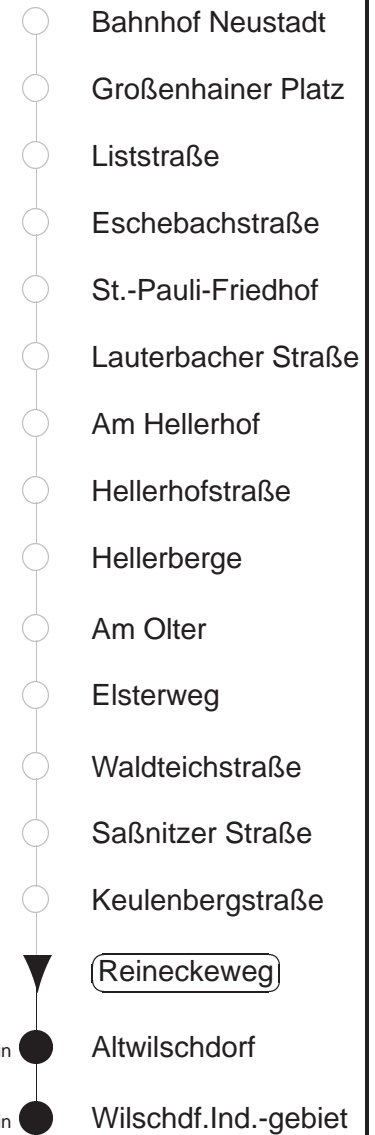 Bahnhof Neustadt
Großenhainer Platz
Liststraße
Eschebachstraße
St.-Pauli-Friedhof
Lauterbacher Straße
Am Hellerhof
Hellerhofstraße
Hellerberge
Am Olter
Elsterweg
Waldteichstraße
Saßnitzer Straße
Keulenbergstraße
Reineckeweg
Altwilschdorf
Wilschdf.Ind.-gebiet